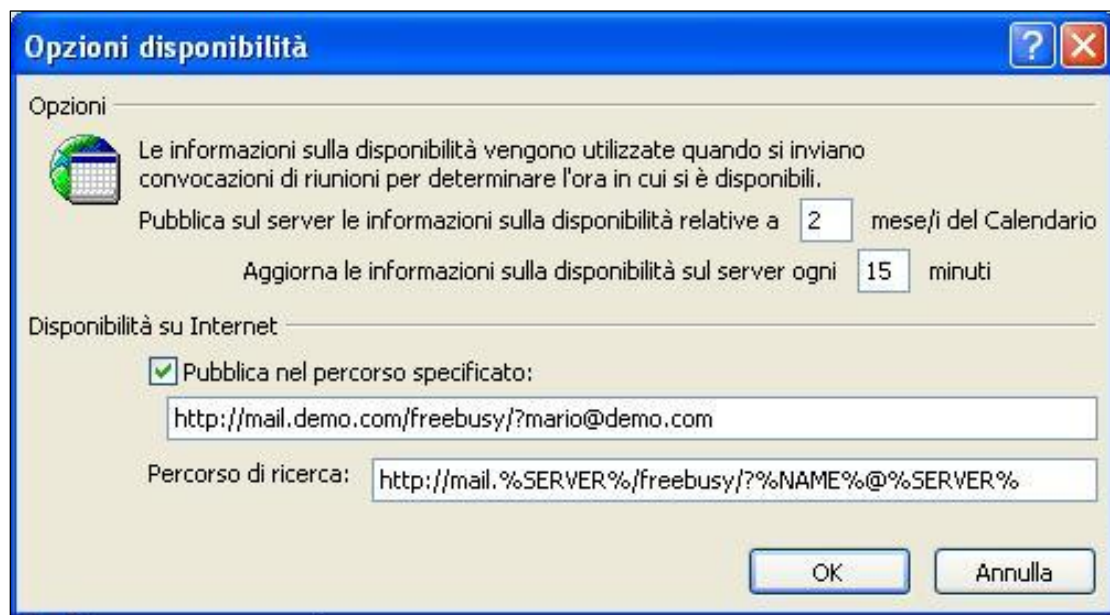 Opzioni disponibilità
Opzioni
Le informazioni sulla disponibilità vengono utilizzate quando si inviano
convocazioni di riunioni per determinare l'ora in cui si è disponibili.
Pubblica sul server le informazioni sulla disponibilità relative a 2 mese/i del Calendario
Aggiorna le informazioni sulla disponibilità sul server ogni 15 minuti
Disponibilità su Internet
Pubblica nel percorso specificato:
http://mail.demo.com/freebusy/?mario@demo.com
Percorso di ricerca: http://mail.%SERVER%/freebusy/?%NAME%@%SERVER%
OK Annulla